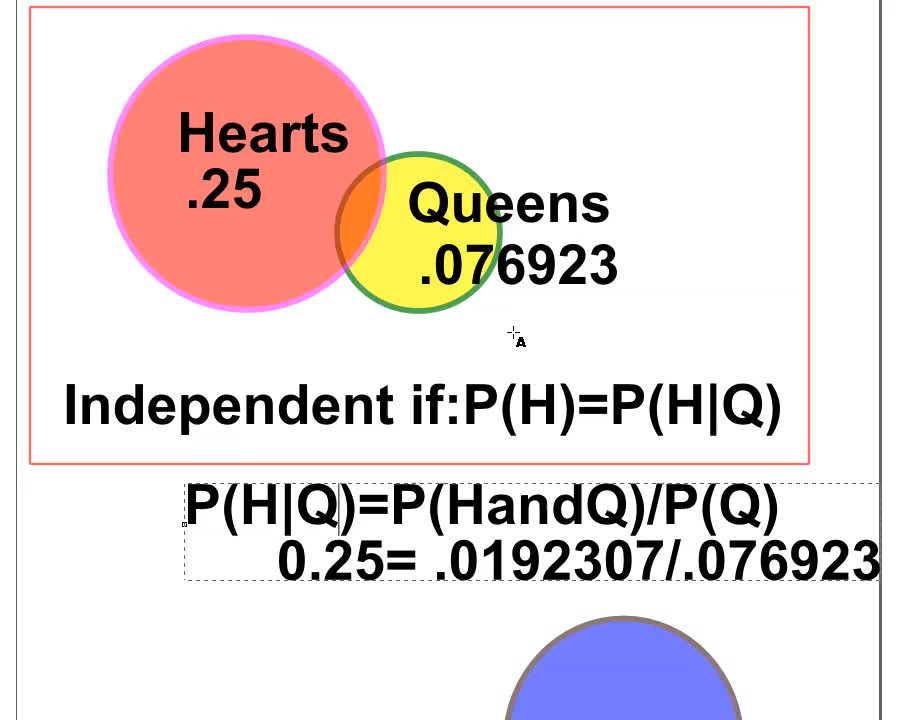 Hearts
.25
Queens
.076923
Independent if:P(H)=P(H|Q)
P(H|Q)=P(HandQ)/P(Q)
0.25= .0192307/.076923